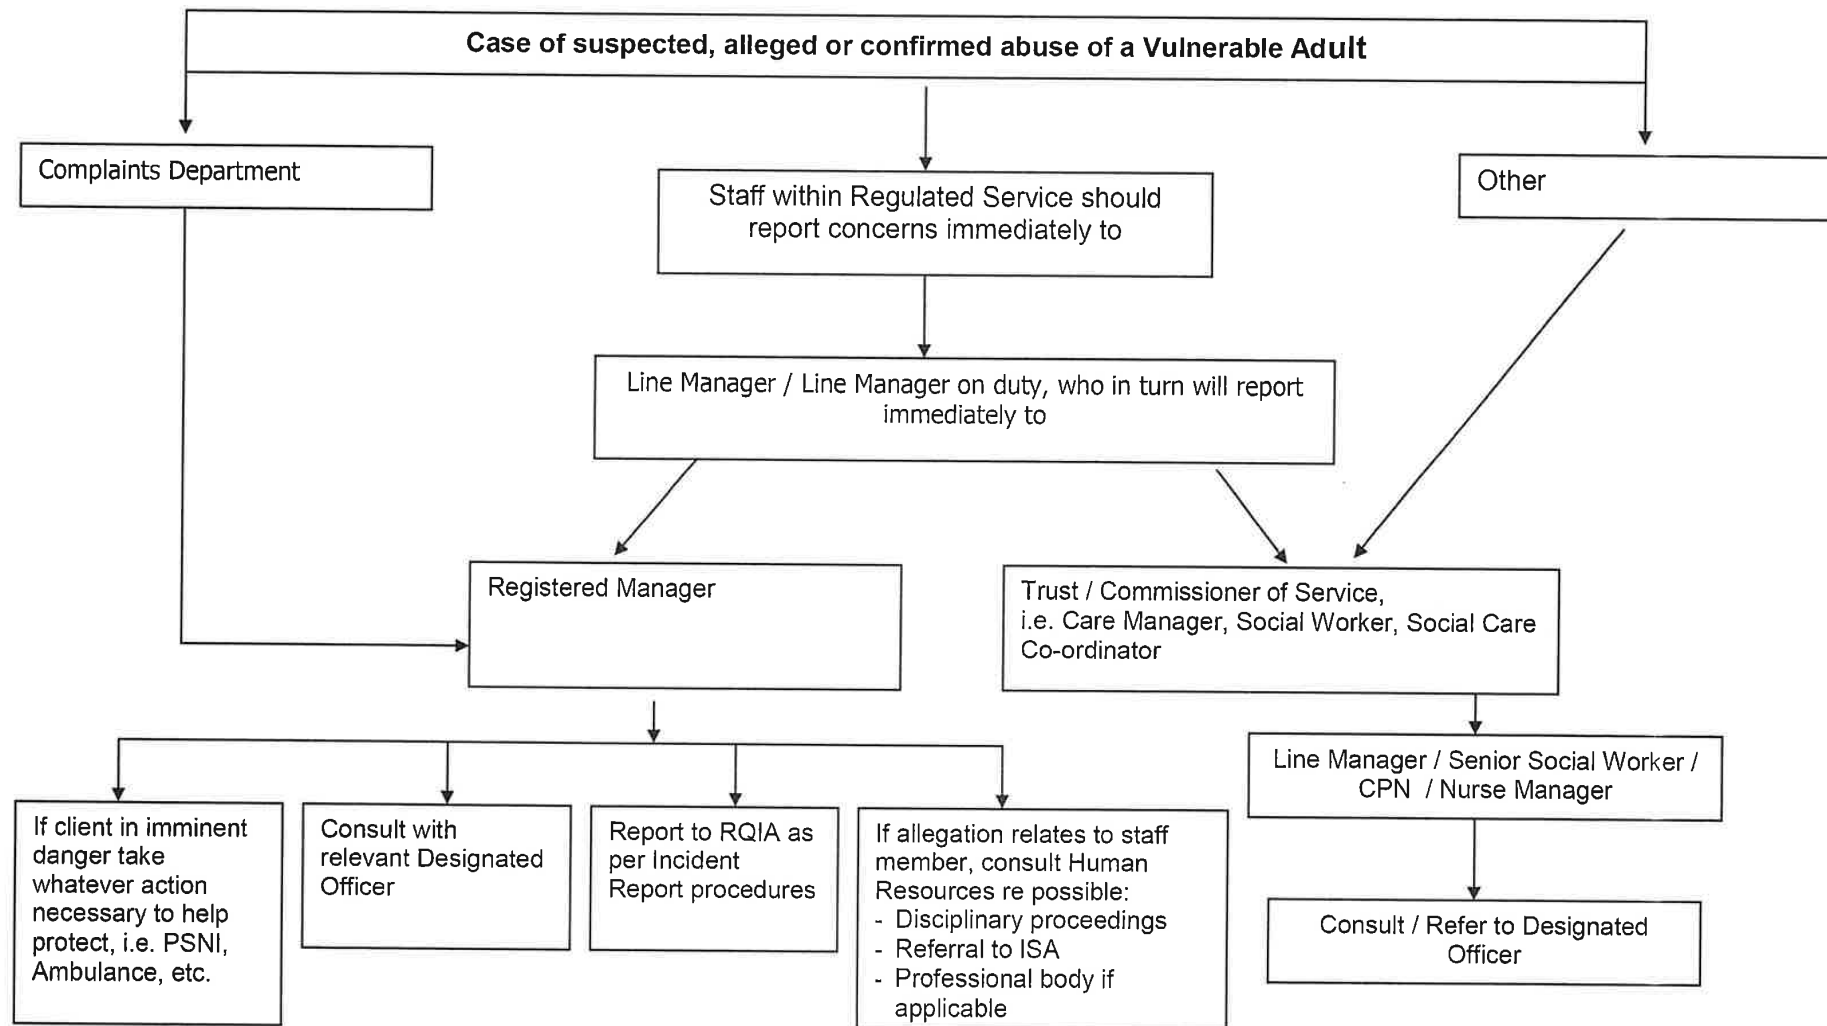 Case of suspected, alleged or confirmed abuse of a Vulnerable Adult
Complaints Department
Staff within Regulated Service should
report concerns immediately to
Other
Line Manager / Line Manager on duty, who in turn will report
immediately to
Registered Manager
Trust / Commissioner of Service,
i.e. Care Manager, Social Worker, Social Care
Co-ordinator
Line Manager / Senior Social Worker /
CPN / Nurse Manager
If client in imminent
danger take
whatever action
necessary to help
protect, i.e. PSNI,
Ambulance, etc.
Consult with
relevant Designated
Officer
Report to RQIA as
per Incident
Report procedures
If allegation relates to staff
member, consult Human
Resources re possible:
- Disciplinary proceedings
- Referral to ISA
- Professional body if
applicable
Consult / Refer to Designated
Officer